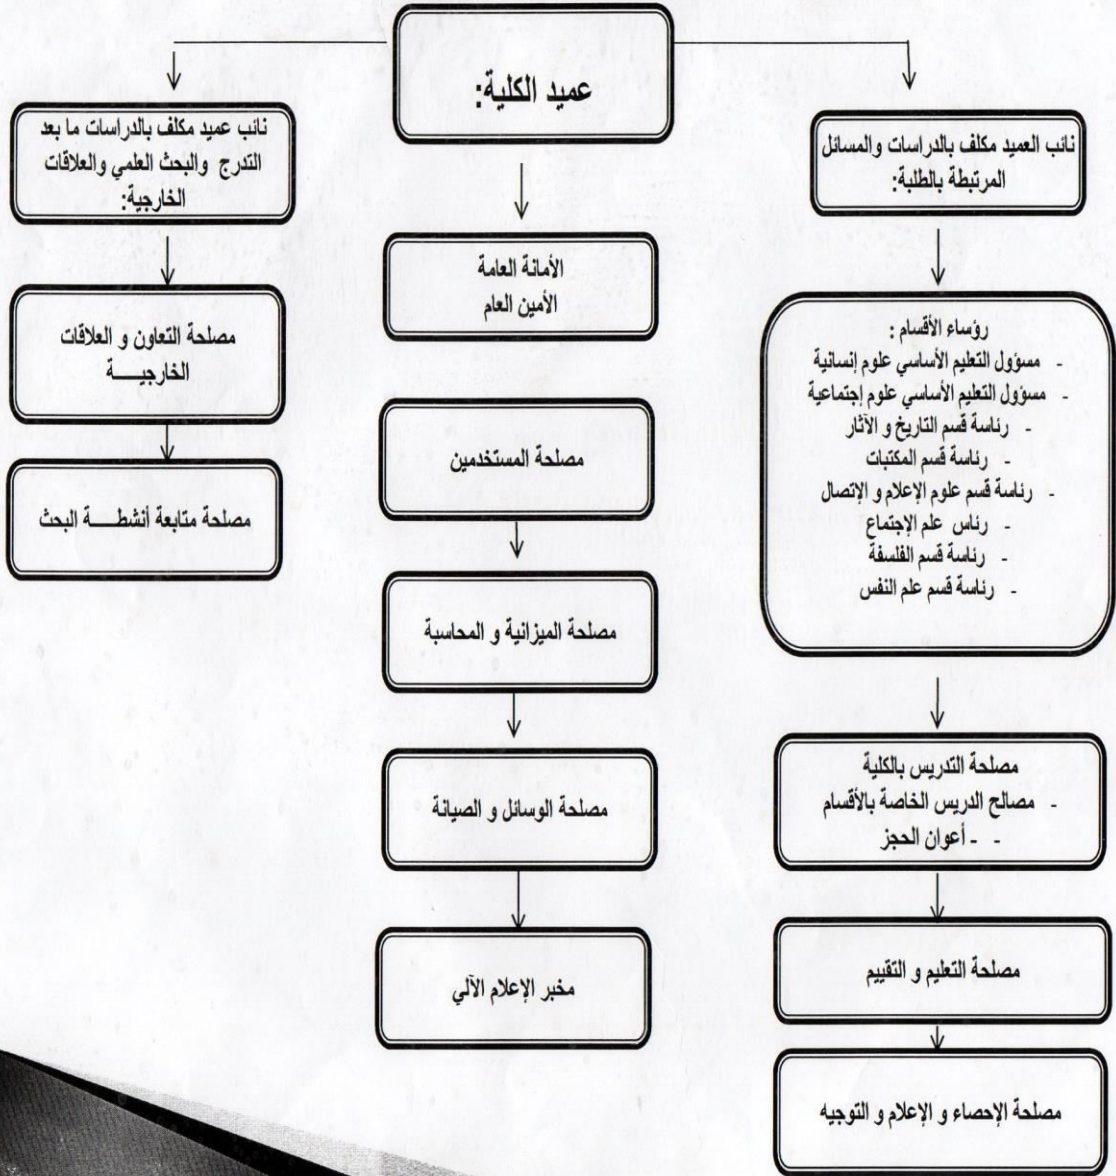 عميد الكلية:
نائب العميد مكلف بالدراسات والمسائل
المرتبطة بالطلبة:
رؤساء الأقسام :
- مسؤول التعليم الأساسي علوم إنسانية
- مسؤول التعليم الأساسي علوم إجتماعية
- رئاسة قسم التاريخ و الآثار
- رئاسة قسم المكتبات
- رئاسة قسم علوم الإعلام و الإتصال
- رئاس علم الإجتماع
- رئاسة قسم الفلسفة
- رئاسة قسم علم النفس
مصلحة التدريس بالكلية
- مصالح الدريس الخاصة بالأقسام
- - أعوان الحجز
مصلحة التعليم و التقييم
مصلحة الإحصاء و الإعلام و التوجيه
الأمانة العامة
الأمين العام
مصلحة المستخدمين
مصلحة الميزانية و المحاسبة
مصلحة الوسائل و الصيانة
مخبر الإعلام الآلي
نائب عميد مكلف بالدراسات ما بعد
التدرج والبحث العلمي والعلاقات
الخارجية:
مصلحة التعاون و العلاقات
الخارجيــــة
مصلحة متابعة أنشطــــة البحث